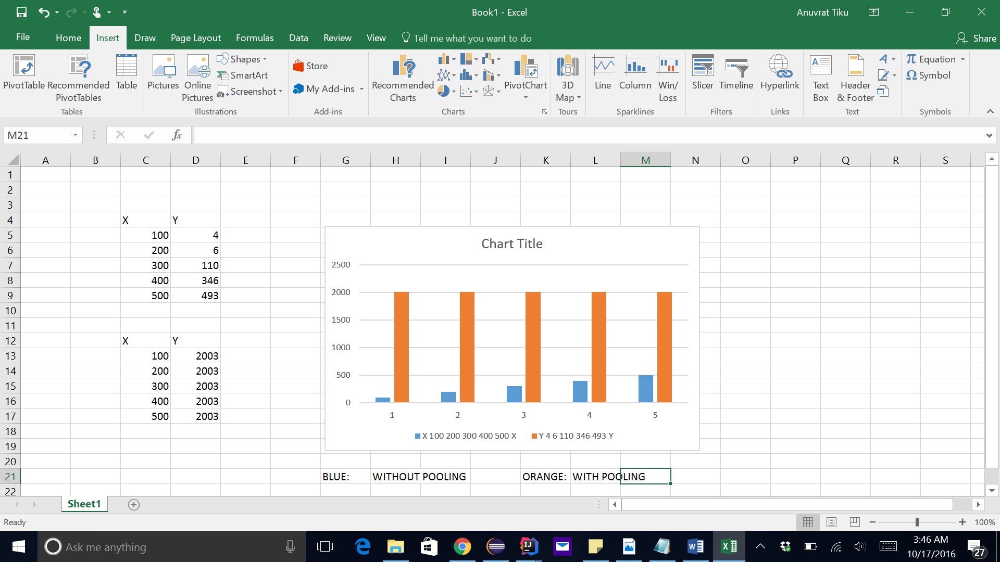 Book1 - Excel
Anuvrat Tiku
File Home Insert Draw Page Layout Formulas Data Review View Tell me what you want to do Share
PivotTable
Recommended
PivotTables
Table
Tables
Pictures
Online
Pictures
Shapes
SmartArt
Screenshot
Illustrations
Store
My Add-ins
Add-ins
Recommended
Charts
PivotChart
Charts
3D
Map
Tours
Line
Column
Win/
Loss
Sparklines
Slicer
Timeline
Filters
Hyperlink
Links
Text
Box
Header
& Footer
Text
Equation
Symbol
Symbols
M21
fx
A B C D E F G H I J K L M N O P Q R S
1
2
3
4 X Y
5 100 4
6 200 6
7 300 110
8 400 346
9 500 493
10
11
12 X Y
13 100 2003
14 200 2003
15 300 2003
16 400 2003
17 500 2003
18
19
20
21 BLUE: WITHOUT POOLING ORANGE: WITH POOLING
22
Chart Title
2500
2000
1500
1000
500
0
1 2 3 4 5
X 100 200 300 400 500 X Y 4 6 110 346 493 Y
Sheet1
Ready
100%
Ask me anything
3:46 AM
10/17/2016
27